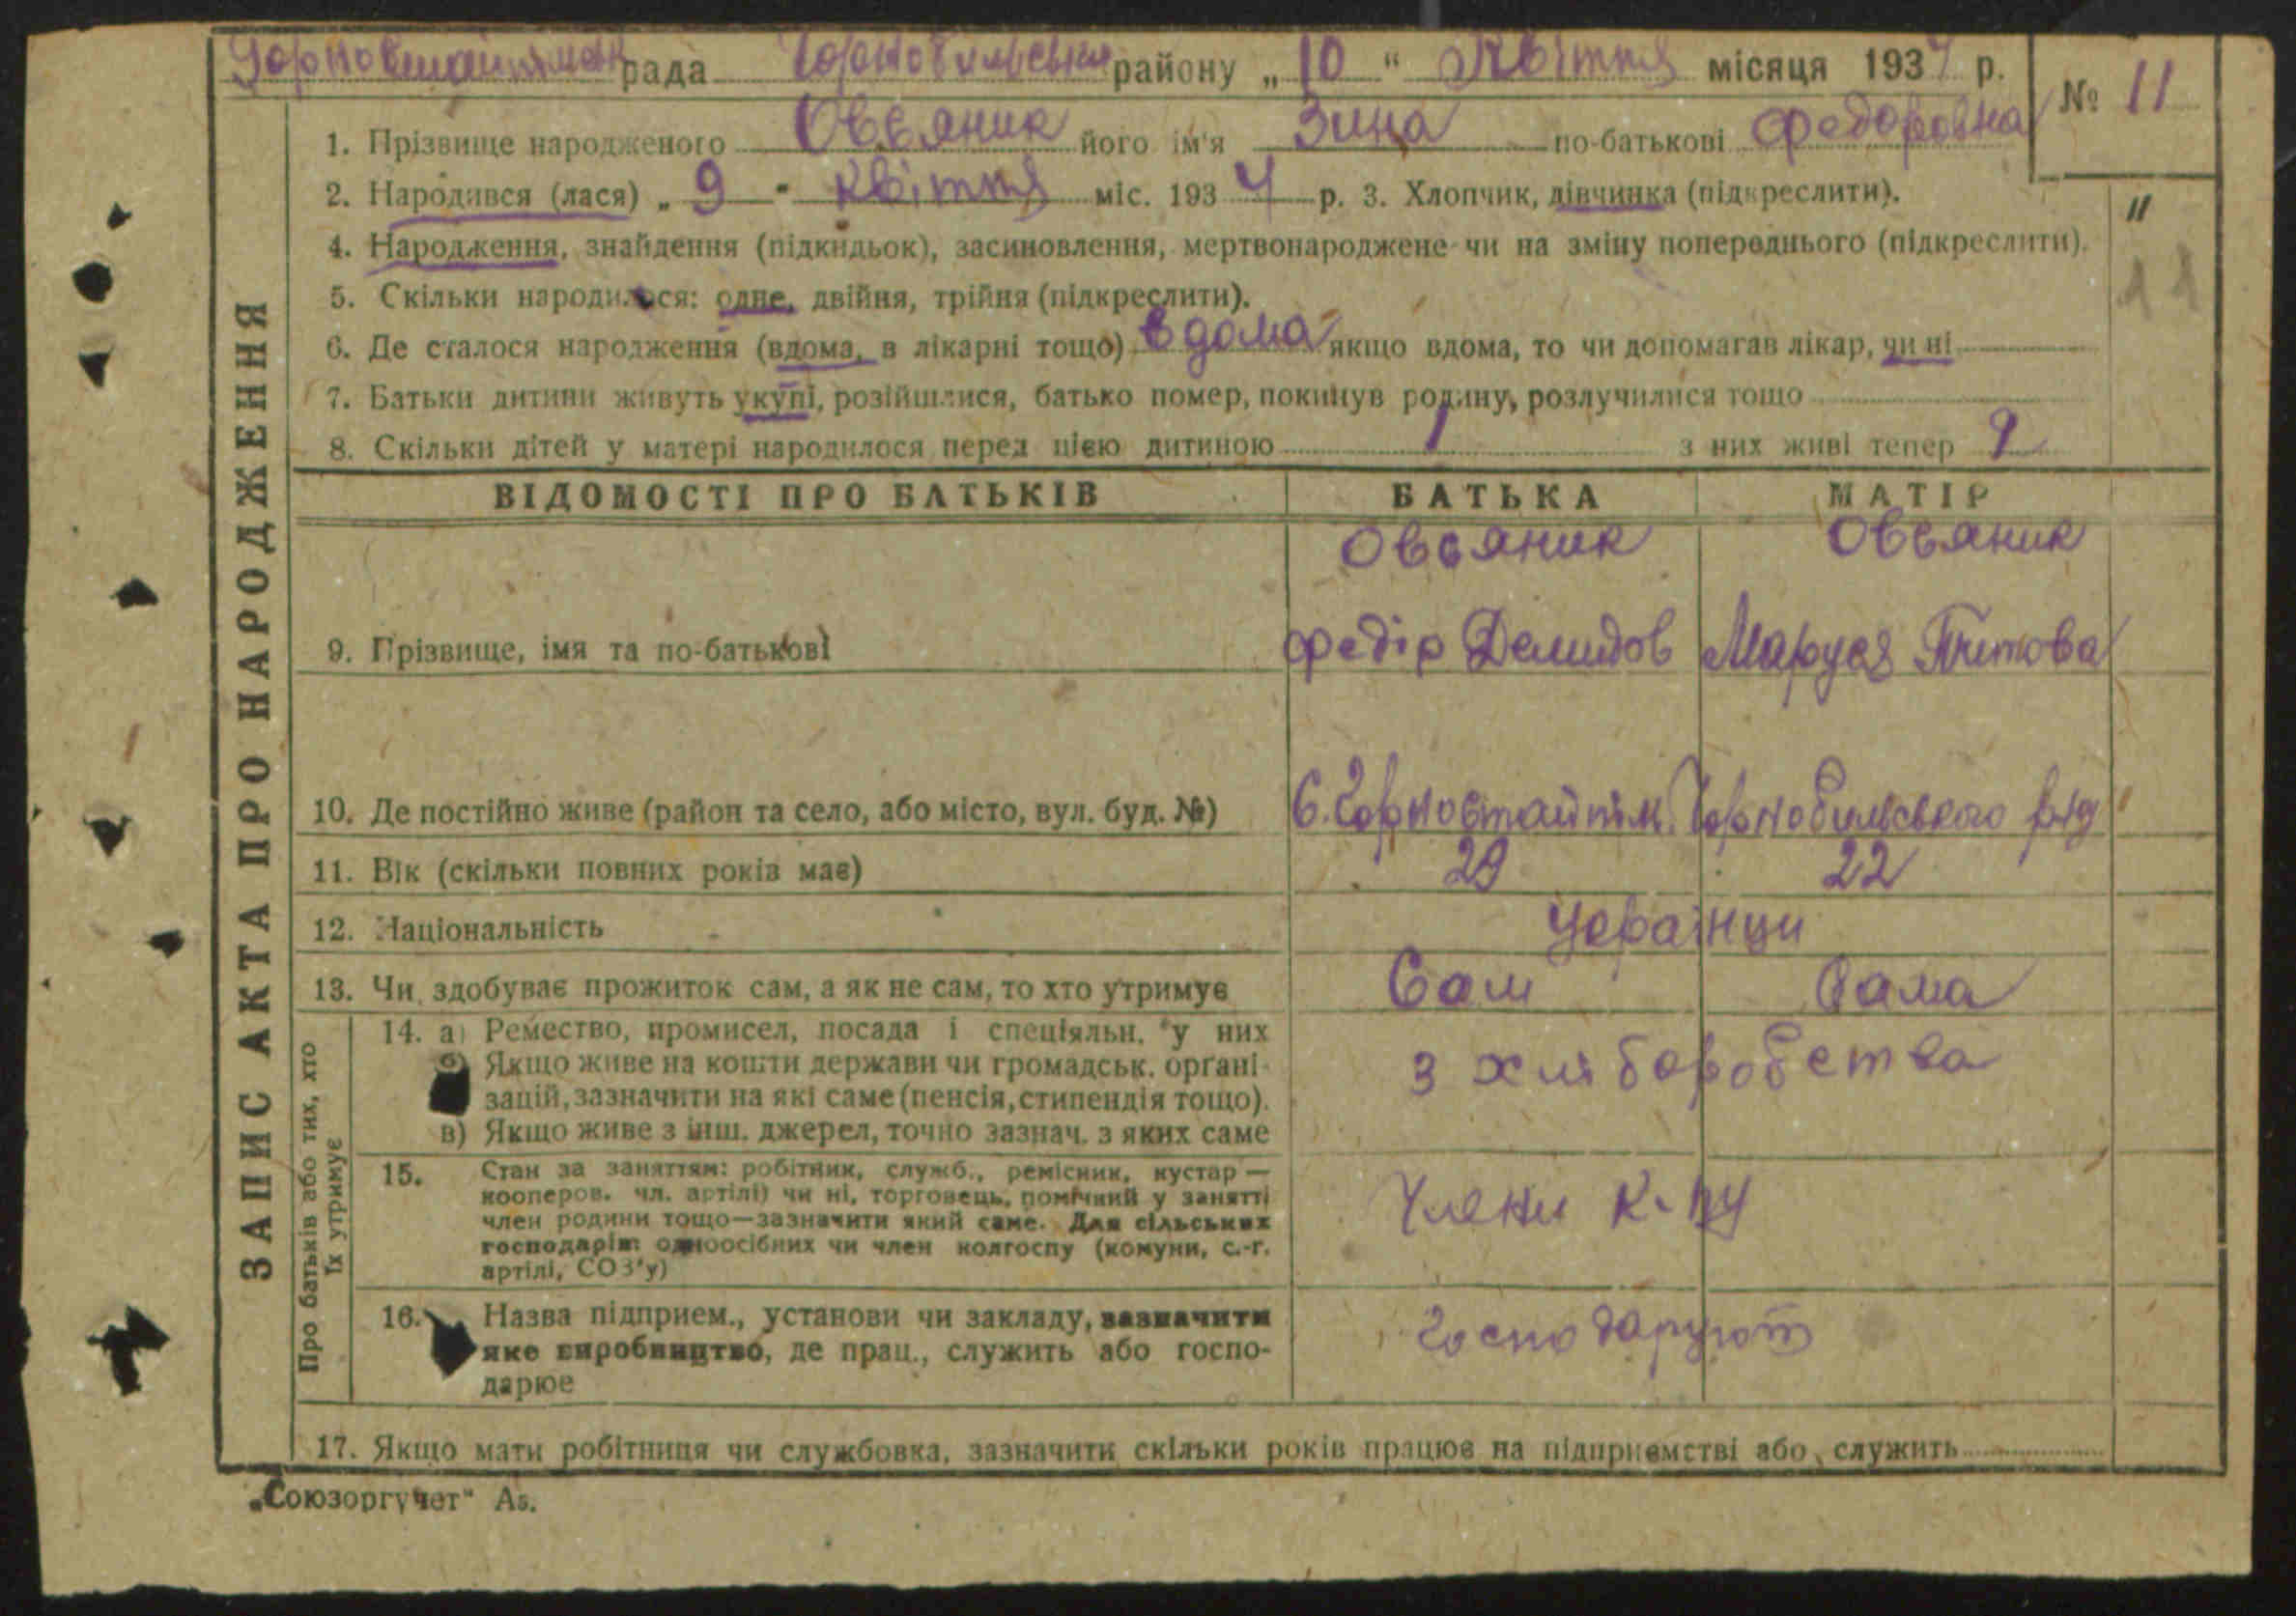 рада Чорнобильський району „ 10 " Квітня місяця 1934 р.
№ 11
1. Прізвище народженого Овсяник його ім'я Зина по-батькові Федоровна
2. Народився (лася) „ 9 " квітня міс. 1934 р. 3. Хлопчик, дівчинка (підкреслити).
11
4. Народження, знайдення (підкидьок), засиновлення, мертвонароджене чи на зміну попереднього (підкреслити).
11
5. Скільки народилося: одне, двійня, трійня (підкреслити).
6. Де сталося народження (вдома, в лікарні тощо) вдома якщо вдома, то чи допомагав лікар, чи ні
7. Батьки дитини живуть укупі, розійшлися, батько помер, покинув родину, розлучилися тощо
8. Скільки дітей у матері народилося перед цією дитиною 1 з них живі тепер
ЗАПИС АКТА ПРО НАРОДЖЕННЯ
ВІДОМОСТІ ПРО БАТЬКІВ БАТЬКА МАТІР
Овсяник Овсяник
9. Прізвище, імя та по-батькові Федір Демидов Маруся Титова
10. Де постійно живе (район та село, або місто, вул. буд. №) С. Чорностайпіл. Чорнобильського р-ну
11. Вік (скільки повних років має) 29 22
12. Національність Українци
13. Чи здобуває прожиток сам, а як не сам, то хто утримує Сам Сама
Про батьків або тих, хто їх утримує
14. а) Ремество, промисел, посада і спеціяльн. у них
б) Якщо живе на кошти держави чи громадськ. орґані-
зацій, зазначити на які саме (пенсія, стипендія тощо).
в) Якщо живе з інш. джерел, точно зазнач. з яких саме
з хліборобства
15. Стан за заняттям: робітник, служб., ремісник, кустар —
кооперов. чл. артілі) чи ні, торговець, помічний у занятті
член родини тощо—зазначити який саме. Для сільських
господарів: одноосібних чи член колгоспу (комуни, с.-г.
артілі, СОЗ'у)
Члени
16. Назва підприєм., установи чи закладу, зазначити
яке виробництво, де прац., служить або госпо-
дарює
Господарують
17. Якщо мати робітниця чи службовка, зазначити скільки років працює на підприємстві або служить
„Союзоргучет" А5.